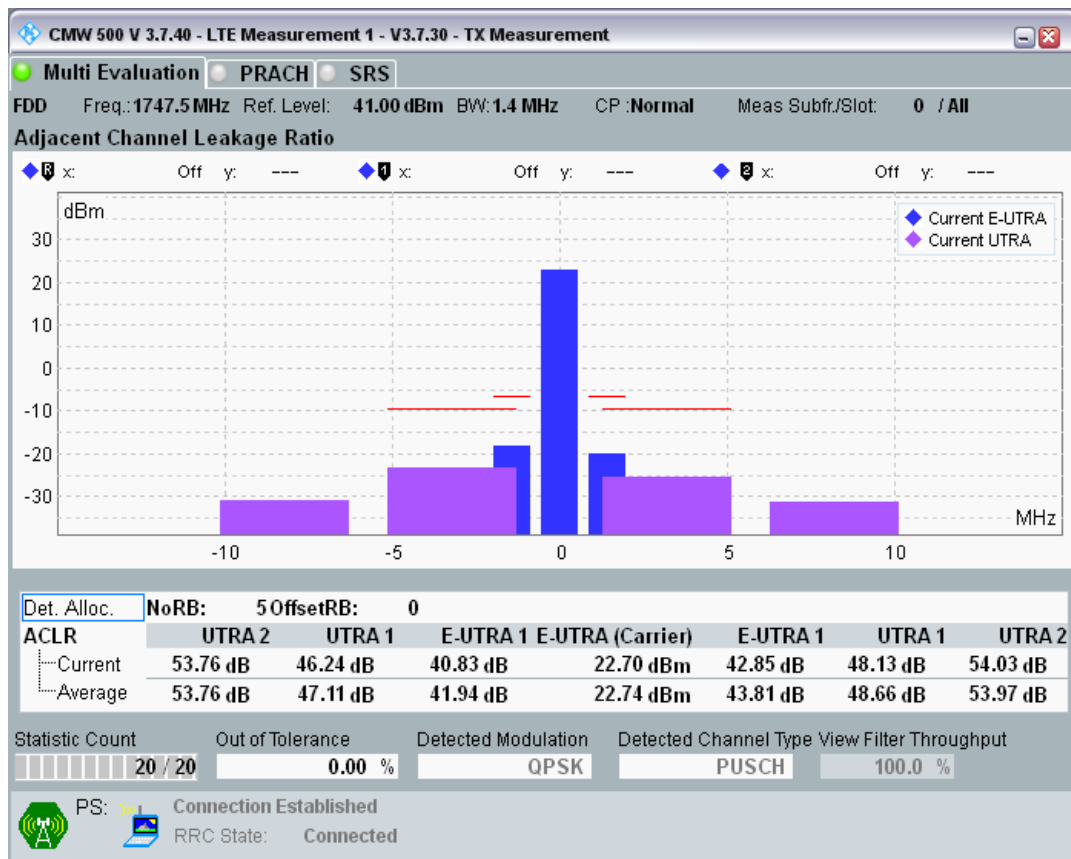 CMW 500 V 3.7.40 - LTE Measurement 1 - V3.7.30 - TX Measurement
Multi Evaluation PRACH SRS
FDD Freq.: 1747.5 MHz Ref. Level: 41.00 dBm BW: 1.4 MHz CP : Normal Meas Subfr./Slot: 0 / All
Adjacent Channel Leakage Ratio
R x: Off y: --- 1 x: Off y: --- 2 x: Off y: ---
dBm
Current E-UTRA
Current UTRA
30
20
10
0
-10
-20
-30
MHz
-10 -5 0 5 10
Det. Alloc. NoRB: 5 OffsetRB: 0
ACLR UTRA 2 UTRA 1 E-UTRA 1 E-UTRA (Carrier) E-UTRA 1 UTRA 1 UTRA 2
Current 53.76 dB 46.24 dB 40.83 dB 22.70 dBm 42.85 dB 48.13 dB 54.03 dB
Average 53.76 dB 47.11 dB 41.94 dB 22.74 dBm 43.81 dB 48.66 dB 53.97 dB
Statistic Count Out of Tolerance Detected Modulation Detected Channel Type View Filter Throughput
20 / 20 0.00 % QPSK PUSCH 100.0 %
PS: Connection Established
RRC State: Connected